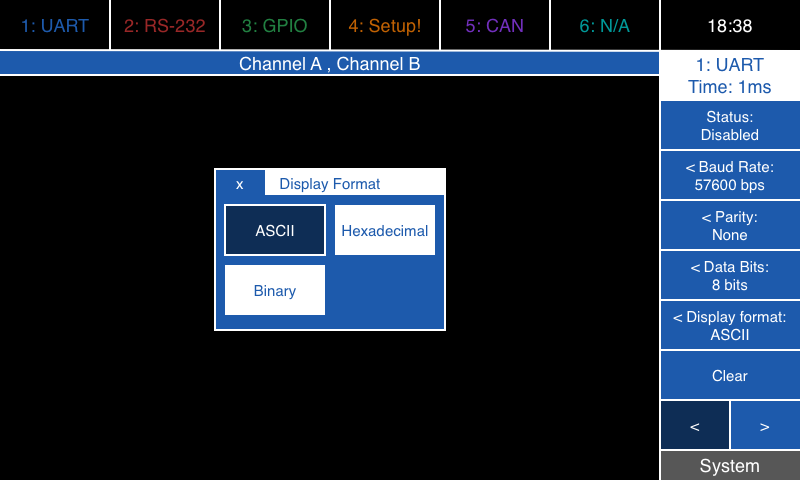 1: UART
2: RS-232
3: GPIO
4: Setup!
5: CAN
6: N/A
18:38
Channel A , Channel B
1: UART
Time: 1ms
Status:
Disabled
< Baud Rate:
57600 bps
< Parity:
None
< Data Bits:
8 bits
< Display format:
ASCII
Clear
< >
System
x Display Format
ASCII Hexadecimal
Binary